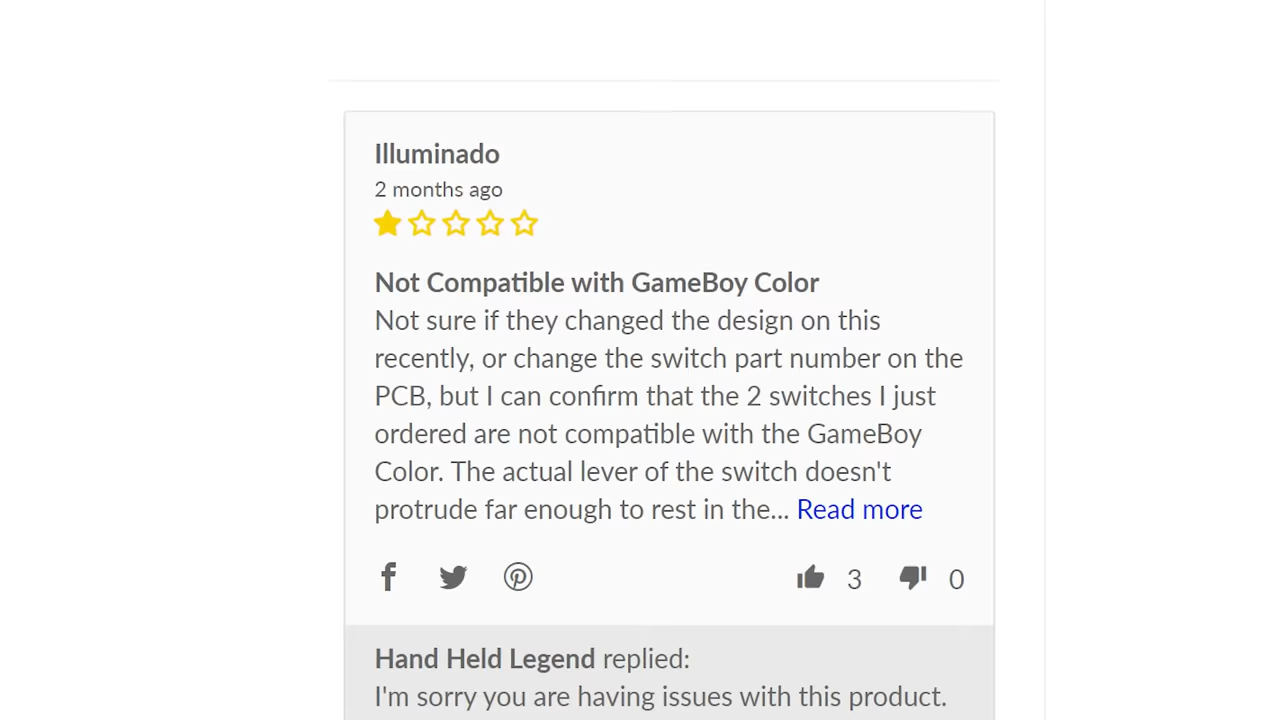 Illuminado
2 months ago
Not Compatible with GameBoy Color
Not sure if they changed the design on this
recently, or change the switch part number on the
PCB, but I can confirm that the 2 switches I just
ordered are not compatible with the GameBoy
Color. The actual lever of the switch doesn't
protrude far enough to rest in the... Read more
3 0
Hand Held Legend replied:
I'm sorry you are having issues with this product.